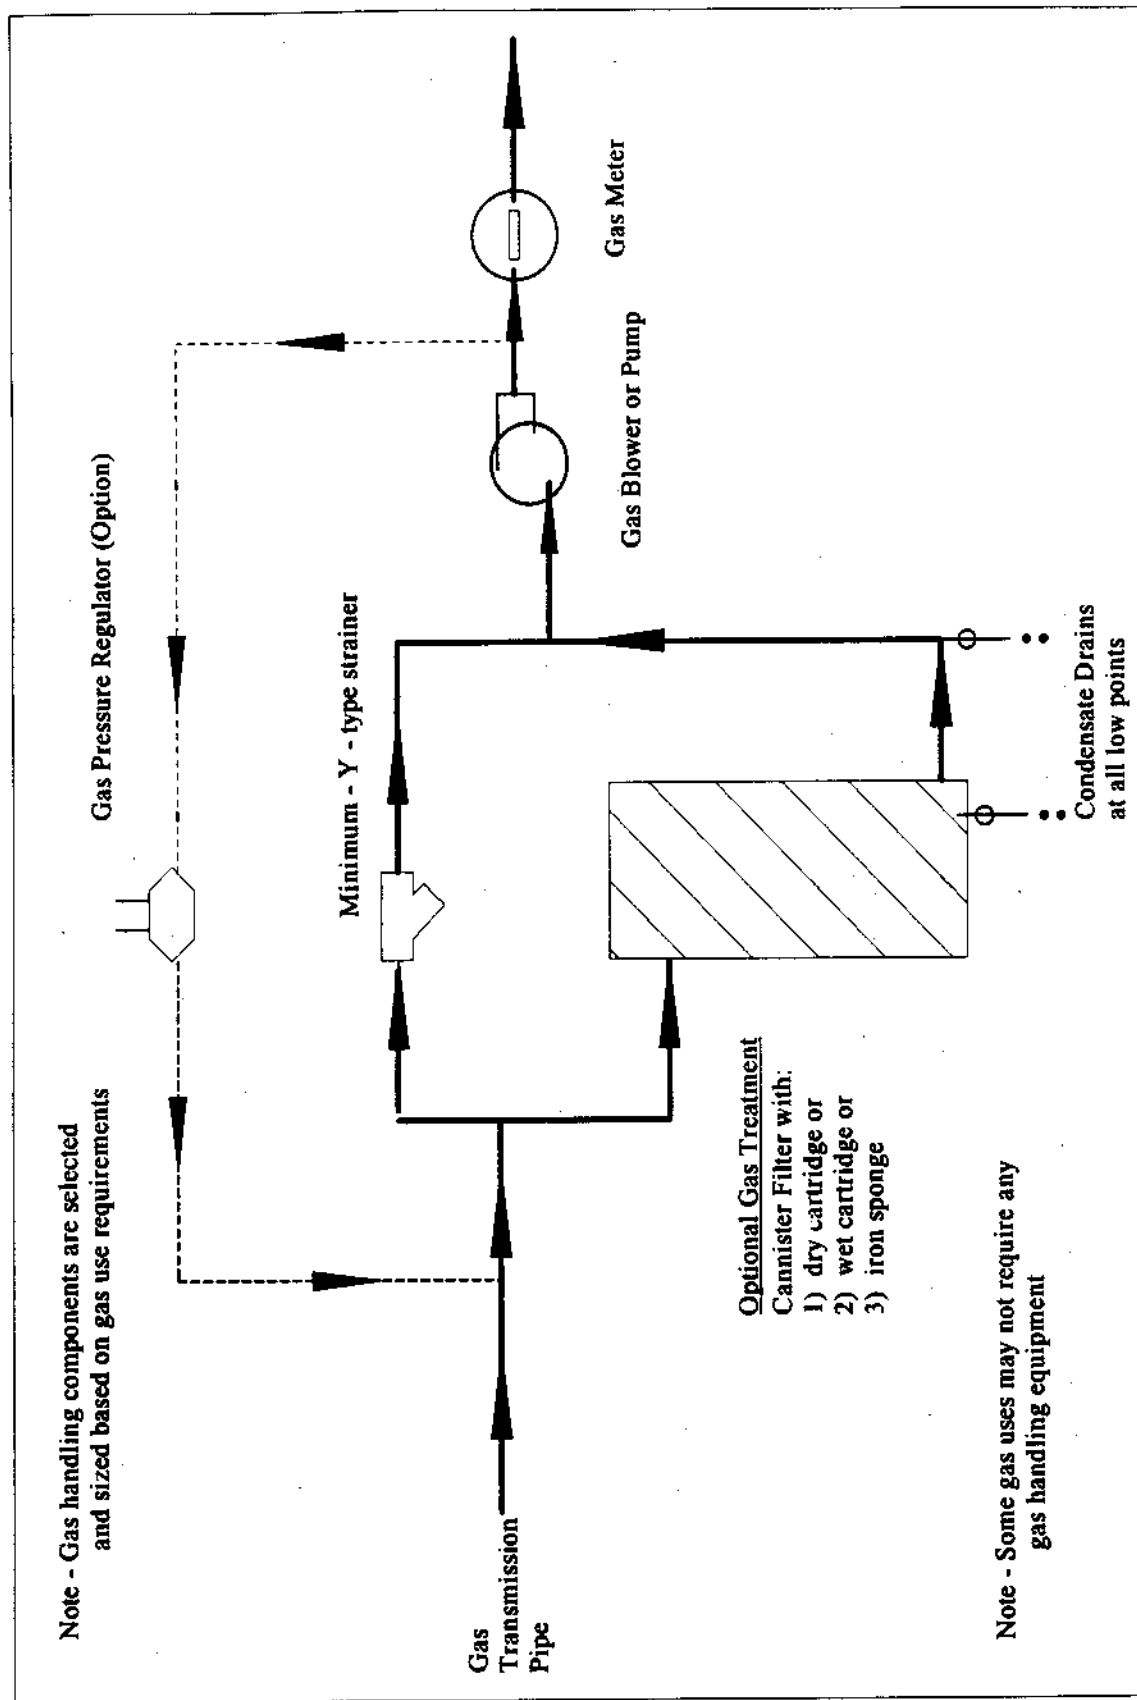 Note - Gas handling components are selected
and sized based on gas use requirements
Gas Pressure Regulator (Option)
Minimum - Y - type strainer
Gas
Transmission
Pipe
Gas Blower or Pump
Gas Meter
Optional Gas Treatment
Cannister Filter with:
1) dry cartridge or
2) wet cartridge or
3) iron sponge
Condensate Drains
at all low points
Note - Some gas uses may not require any
gas handling equipment